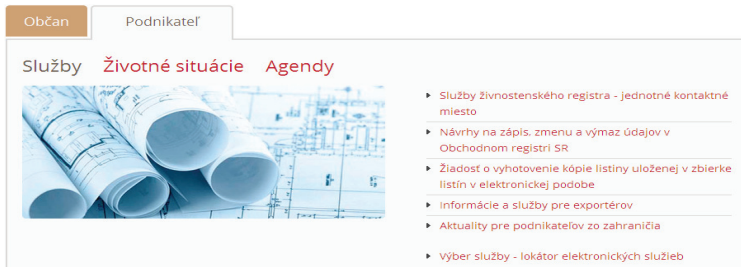 Občan Podnikateľ
Služby Životné situácie Agendy
Služby živnostenského registra - jednotné kontaktné
miesto
Návrhy na zápis. zmenu a výmaz údajov v
Obchodnom registri SR
Žiadosť o vyhotovenie kópie listiny uloženej v zbierke
listín v elektronickej podobe
Informácie a služby pre exportérov
Aktuality pre podnikateľov zo zahraničia
Výber služby - lokátor elektronických služieb